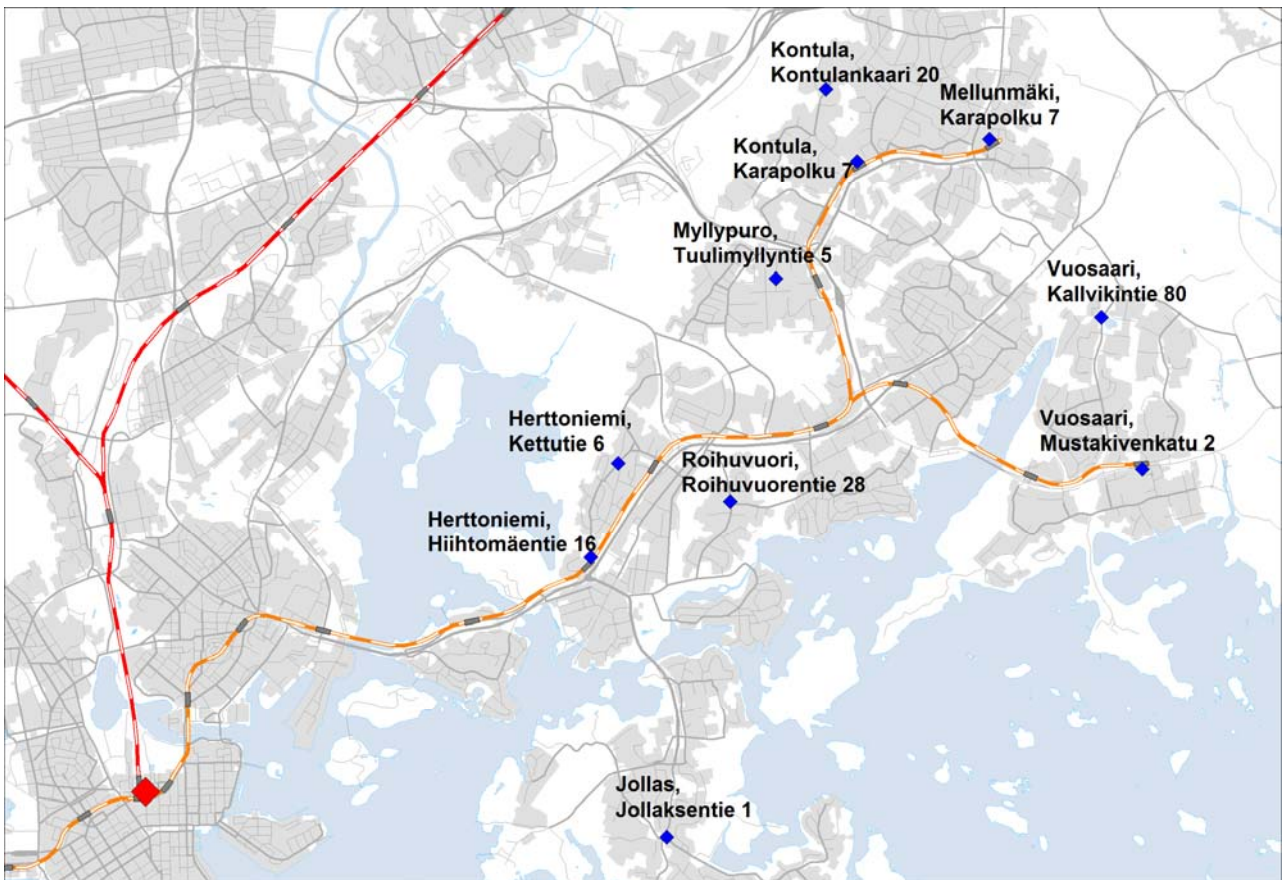 Kontula,
Kontulankaari 20
Mellunmäki,
Karapolku 7
Kontula,
Karapolku 7
Myllypuro,
Tuulimyllyntie 5
Vuosaari,
Kallvikintie 80
Herttoniemi,
Kettutie 6
Vuosaari,
Mustakivenkatu 2
Roihuvuori,
Roihuvuorentie 28
Herttoniemi,
Hiihtomäentie 16
Jollas,
Jollaksentie 1